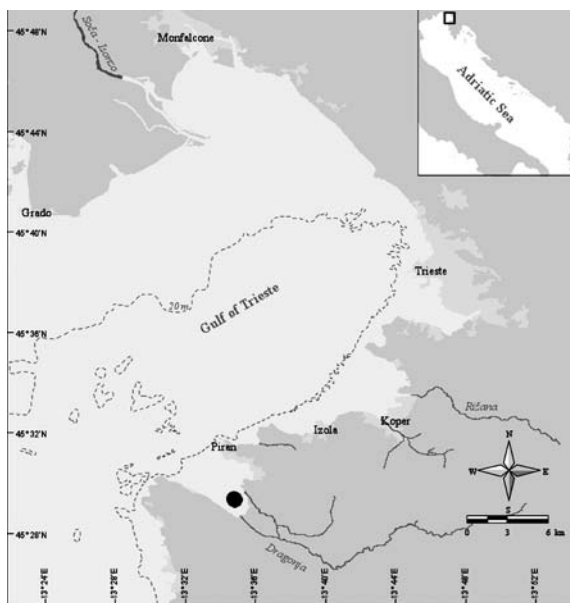 45°48'N
Soča - Isonzo
Monfalcone
Adriatic Sea
45°44'N
Grado
45°40'N
Trieste
20 m
Gulf of Trieste
45°36'N
45°32'N
Rižana
Koper
Izola
Piran
N
W E
S
45°28'N
Dragonja
0 3 6 km
13°24'E
13°28'E
13°32'E
13°36'E
13°40'E
13°44'E
13°48'E
13°52'E